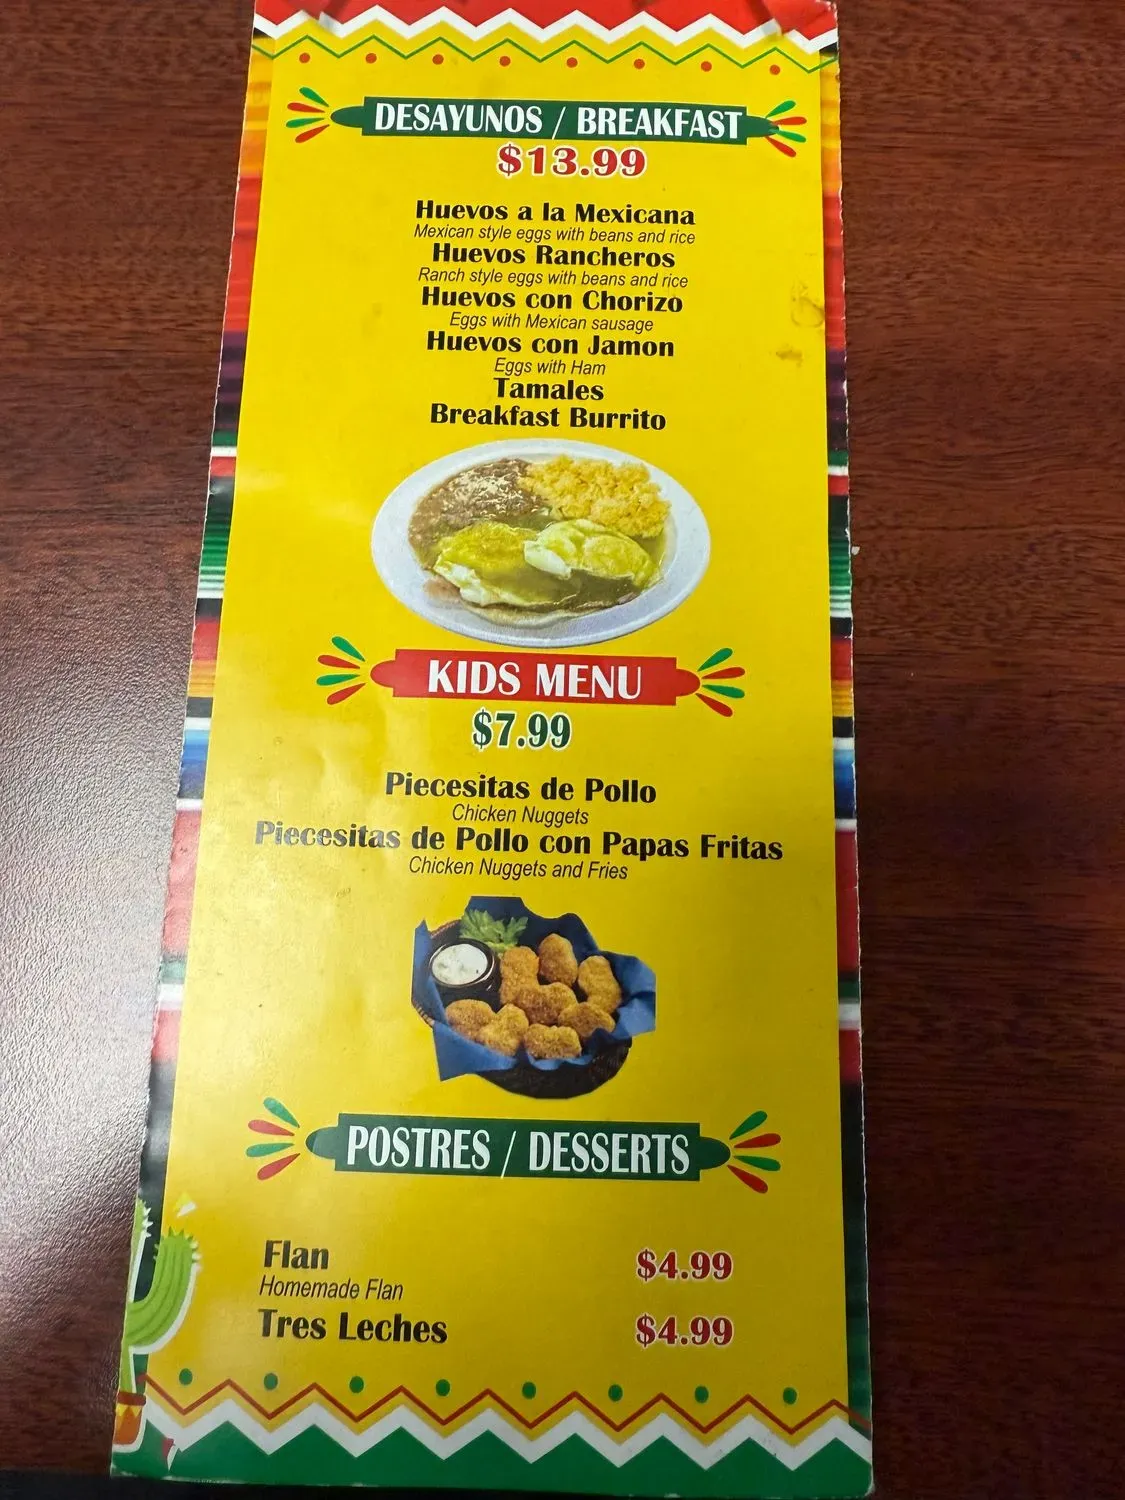 DESAYUNOS / BREAKFAST
$13.99
Huevos a la Mexicana
Mexican style eggs with beans and rice
Huevos Rancheros
Ranch style eggs with beans and rice
Huevos con Chorizo
Eggs with Mexican sausage
Huevos con Jamon
Eggs with Ham
Tamales
Breakfast Burrito
KIDS MENU
$7.99
Piecesitas de Pollo
Chicken Nuggets
Piecesitas de Pollo con Papas Fritas
Chicken Nuggets and Fries
POSTRES / DESSERTS
Flan $4.99
Homemade Flan
Tres Leches $4.99